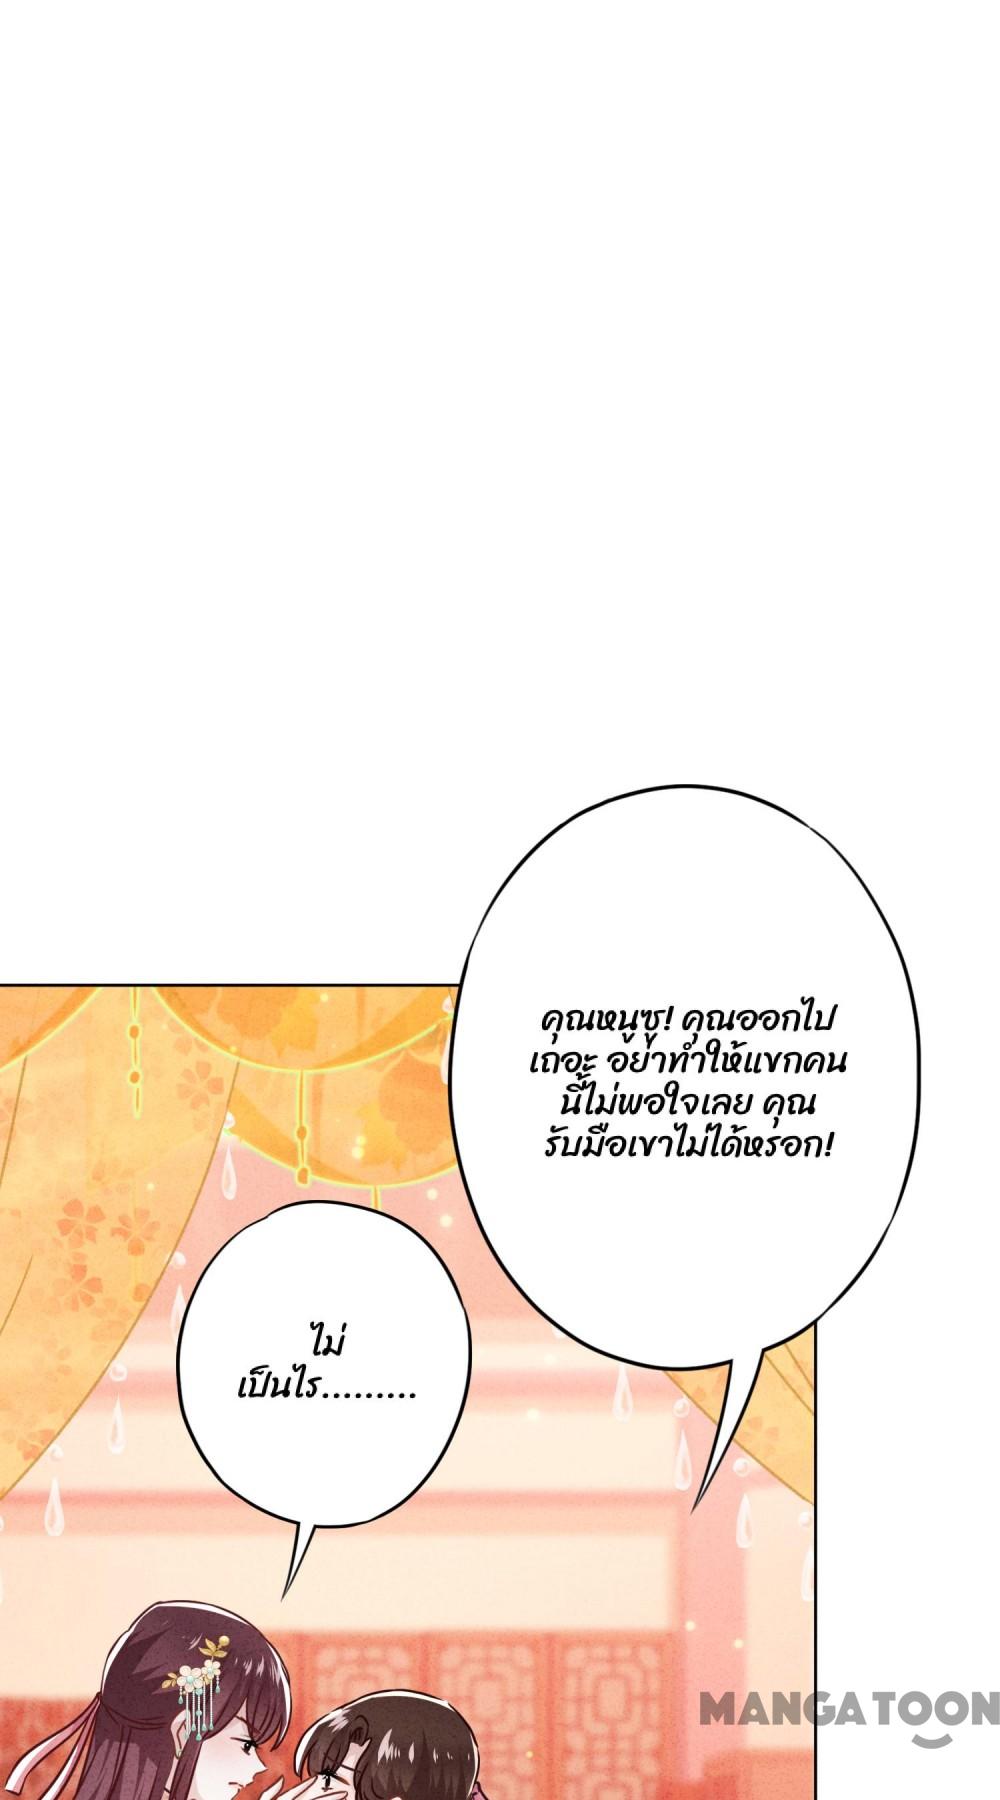 คุณหนูซู! คุณออกไป
เถอะ อย่าทำให้แขกคน
นี้ไม่พอใจเลย คุณ
รับมือเขาไม่ได้หรอก!
ไม่
เป็นไร.........
MANGATOON